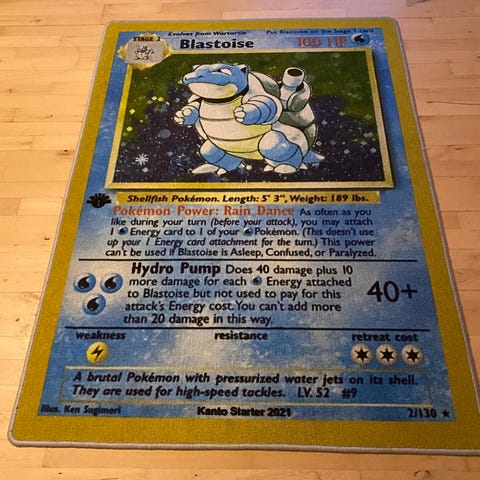 STAGE 2
Evolves from Wartortle
Put Blastoise on the Stage 1 card
Blastoise
100 HP
Shellfish Pokémon. Length: 5' 3", Weight: 189 lbs.
Pokémon Power: Rain Dance As often as you
like during your turn (before your attack), you may attach
1 Energy card to 1 of your Pokémon. (This doesn't use
up your 1 Energy card attachment for the turn.) This power
can't be used if Blastoise is Asleep, Confused, or Paralyzed.
Hydro Pump Does 40 damage plus 10
more damage for each Energy attached
to Blastoise but not used to pay for this
attack's Energy cost. You can't add more
than 20 damage in this way.
40+
weakness
resistance
retreat cost
A brutal Pokémon with pressurized water jets on its shell.
They are used for high-speed tackles. LV. 52 #9
Illus. Ken Sugimori
Kanto Starter 2021
2/130 ★